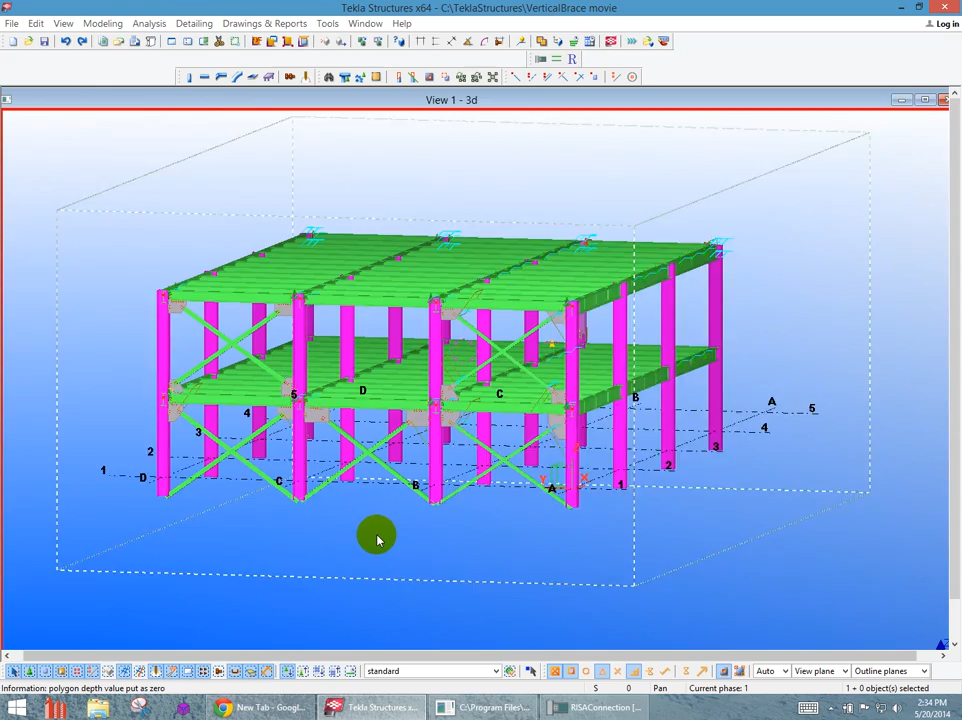 Tekla Structures x64 - C:\TeklaStructures\VerticalBrace movie
File Edit View Modeling Analysis Detailing Drawings & Reports Tools Window Help
Log in
R
View 1 - 3d
5 D C B A 5
4 4
3 3
2 2
1 D C B A 1
Y X
standard
Auto View plane Outline planes
Information: polygon depth value put as zero
S 0 Pan Current phase: 1 1 + 0 object(s) selected
New Tab - Googl...
Tekla Structures x...
C:\Program Files\...
RISAConnection [...
2:34 PM
5/20/2014